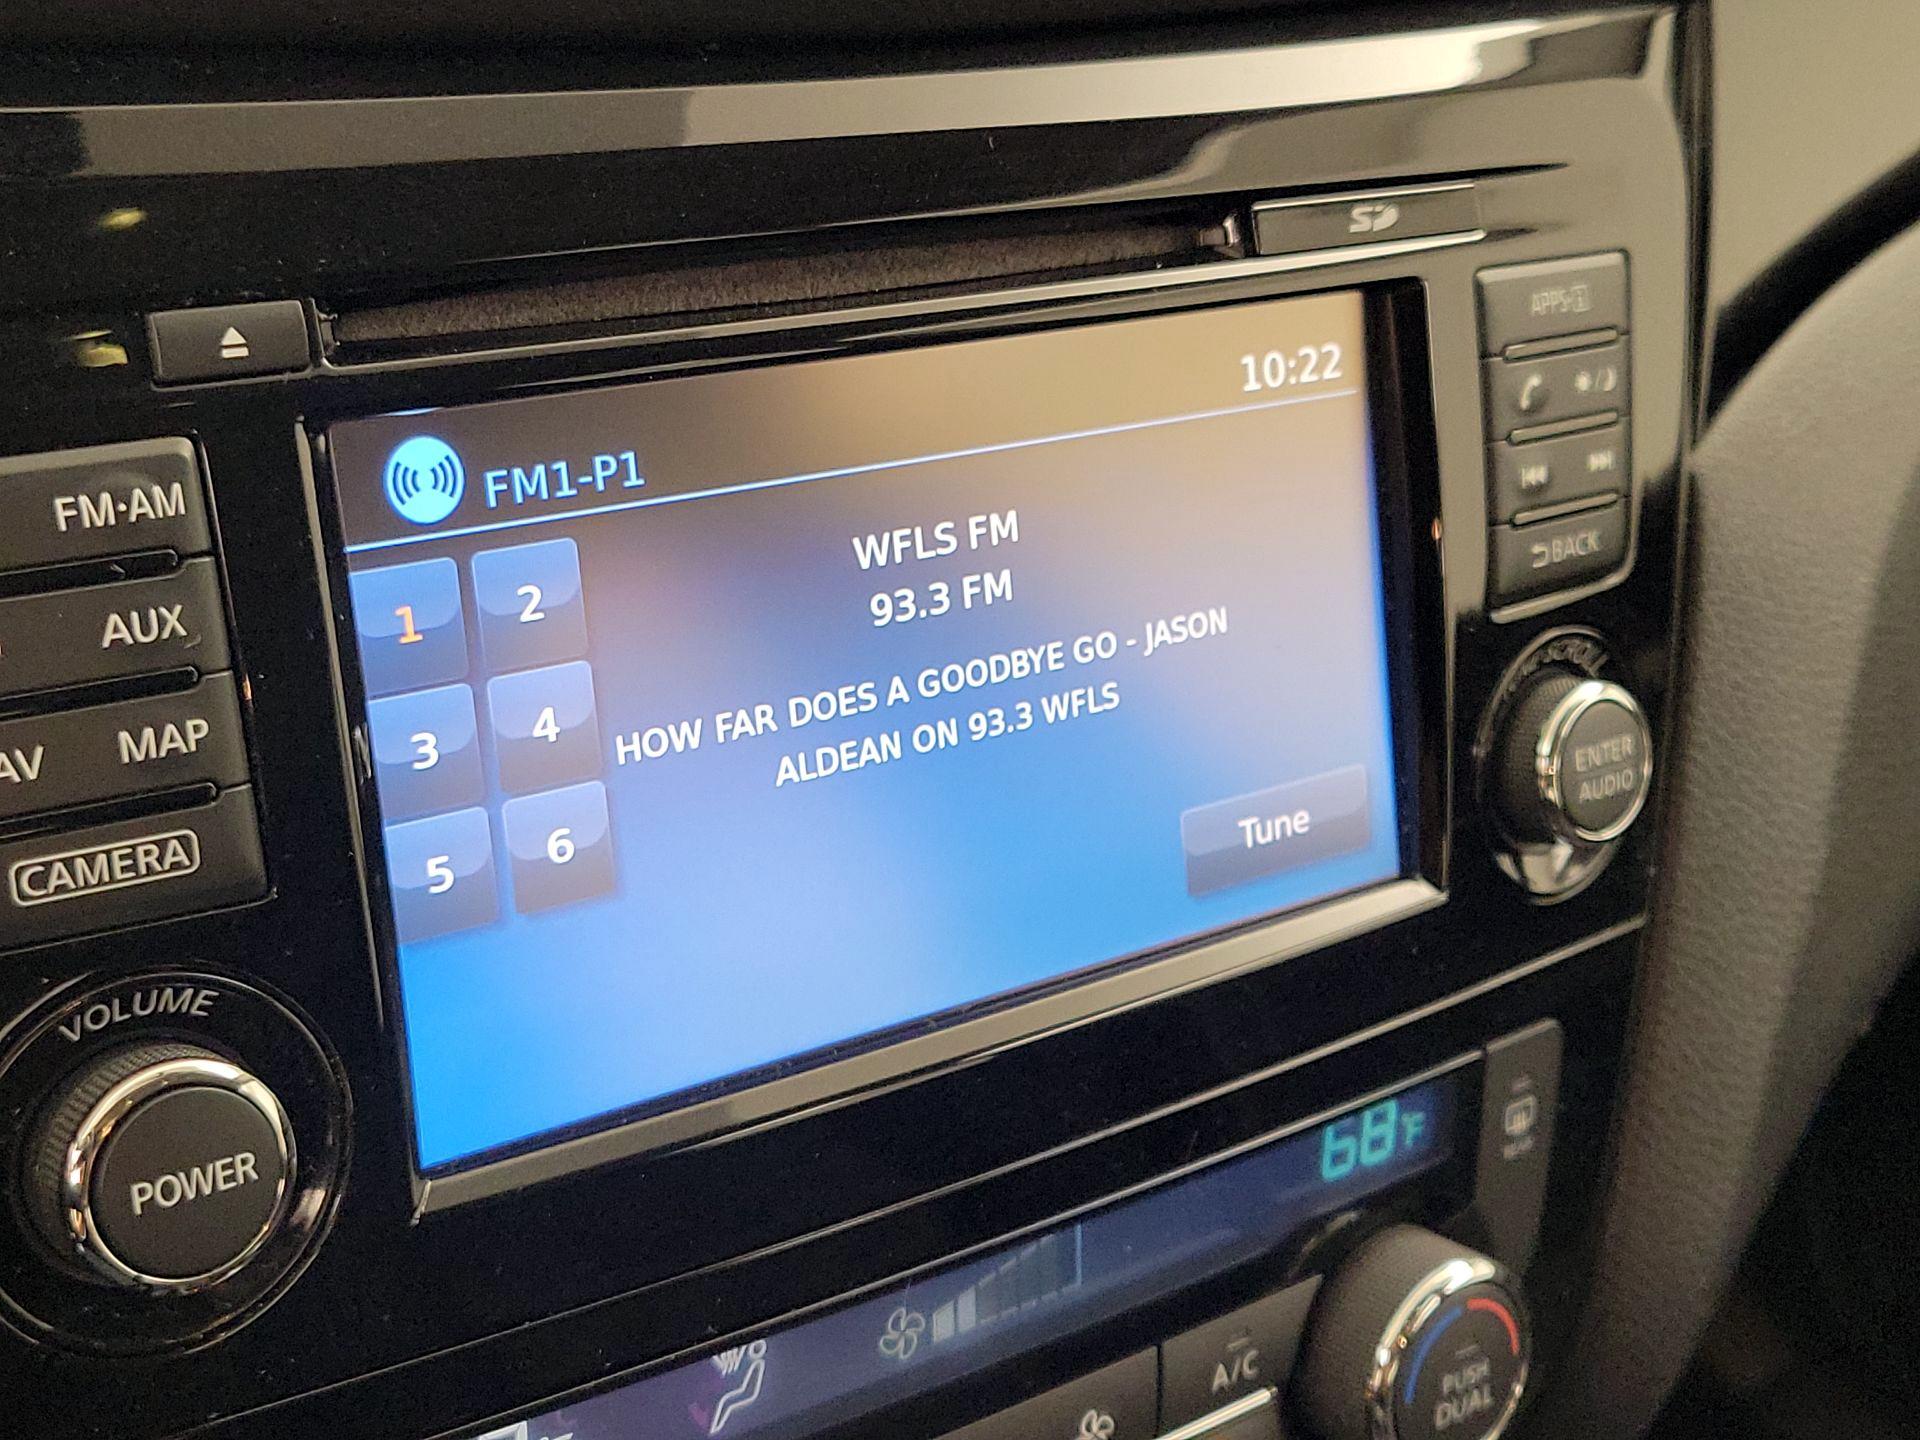 SD
APPS·i
10:22
FM1-P1
FM·AM
WFLS FM
1
2
93.3 FM
BACK
AUX
HOW FAR DOES A GOODBYE GO - JASON
ALDEAN ON 93.3 WFLS
3
4
MAP
AV
ENTER
AUDIO
Tune
5
6
CAMERA
VOLUME
POWER
68°F
A/C
PUSH
DUAL